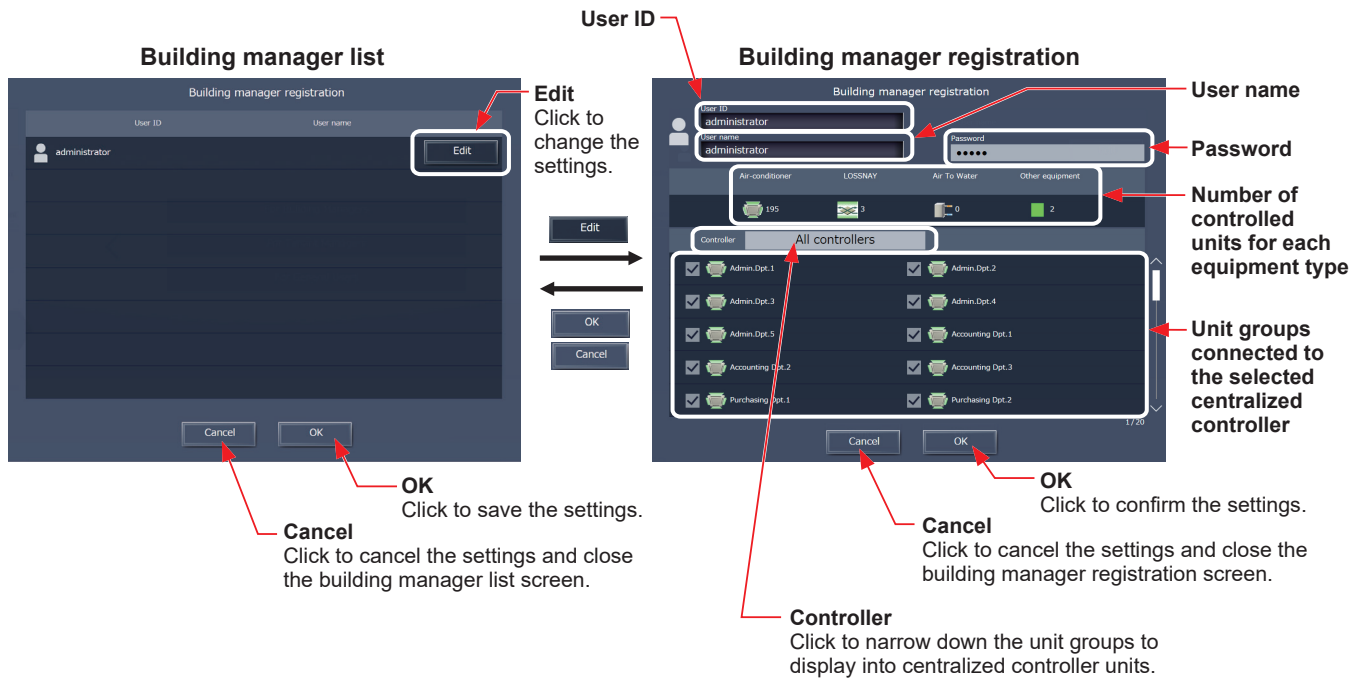 User ID
Building manager list
Building manager registration
User ID
User name
administrator
Edit
Cancel
OK
Edit
Click to
change the
settings.
OK
Click to save the settings.
Cancel
Click to cancel the settings and close
the building manager list screen.
Edit
OK
Cancel
Building manager registration
Building manager registration
User ID
administrator
User name
administrator
Password
•••••
Air-conditioner
LOSSNAY
Air To Water
Other equipment
195
3
0
2
Controller
All controllers
Admin.Dpt.1
Admin.Dpt.2
Admin.Dpt.3
Admin.Dpt.4
Admin.Dpt.5
Accounting Dpt.1
Accounting Dpt.2
Accounting Dpt.3
Purchasing Dpt.1
Purchasing Dpt.2
1/20
Cancel
OK
User name
Password
Number of
controlled
units for each
equipment type
Unit groups
connected to
the selected
centralized
controller
OK
Click to confirm the settings.
Cancel
Click to cancel the settings and close the
building manager registration screen.
Controller
Click to narrow down the unit groups to
display into centralized controller units.